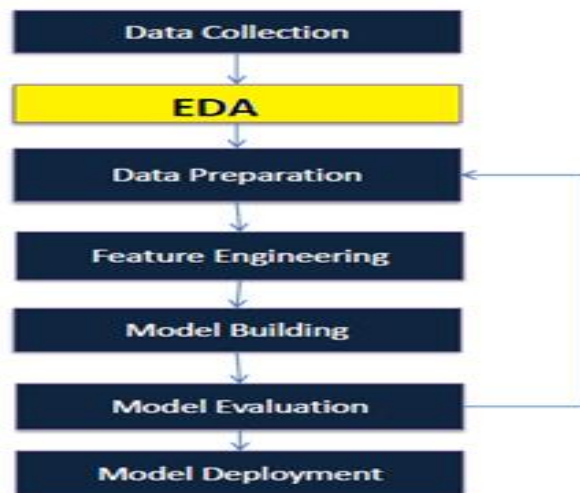 Data Collection
EDA
Data Preparation
Feature Engineering
Model Building
Model Evaluation
Model Deployment